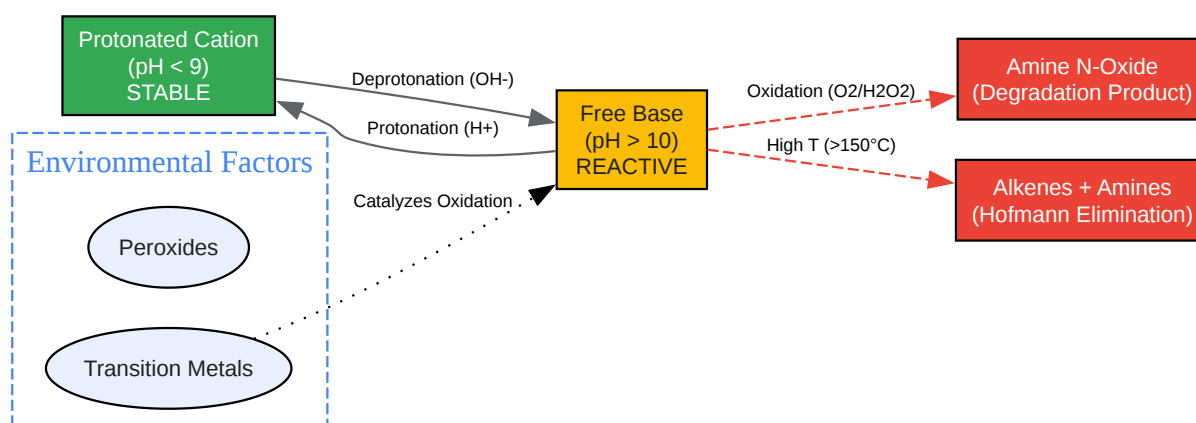 Protonated Cation
(pH < 9)
STABLE
Deprotonation (OH-)
Protonation (H+)
Free Base
(pH > 10)
REACTIVE
Oxidation (O2/H2O2)
High T (>150°C)
Amine N-Oxide
(Degradation Product)
Alkenes + Amines
(Hofmann Elimination)
Environmental Factors
Peroxides
Transition Metals
Catalyzes Oxidation